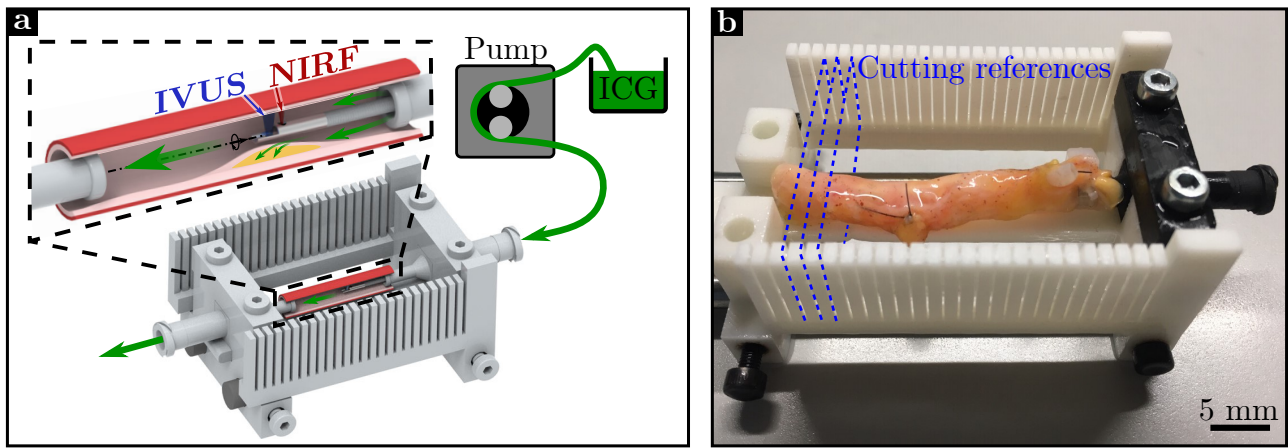 a
Pump
ICG
IVUS
NIRF
b
Cutting references
5 mm